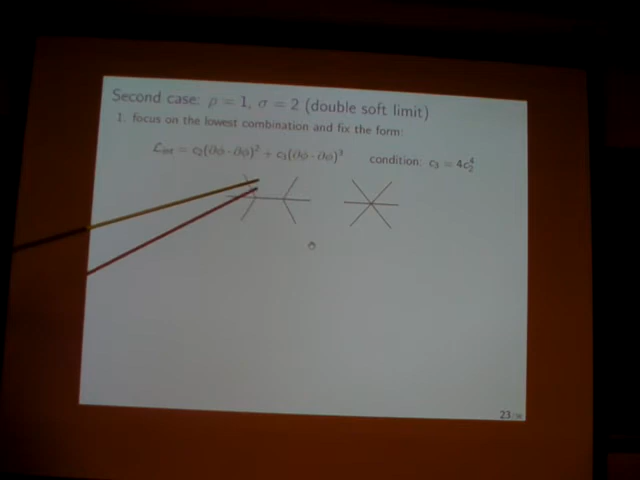 Second case: ρ = 1, σ = 2 (double soft limit)
1. focus on the lowest combination and fix the form:
ℒ_int = c₂(∂φ · ∂φ)² + c₃(∂φ · ∂φ)³ condition: c₃ = 4c₂⁴
23